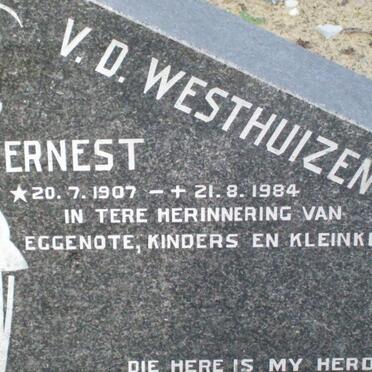 V.D. WESTHUIZEN
ERNEST
★20.7.1907 – + 21.8.1984
IN TERE HERINNERING VAN
EGGENOTE, KINDERS EN KLEINK
DIE HERE IS MY HERD